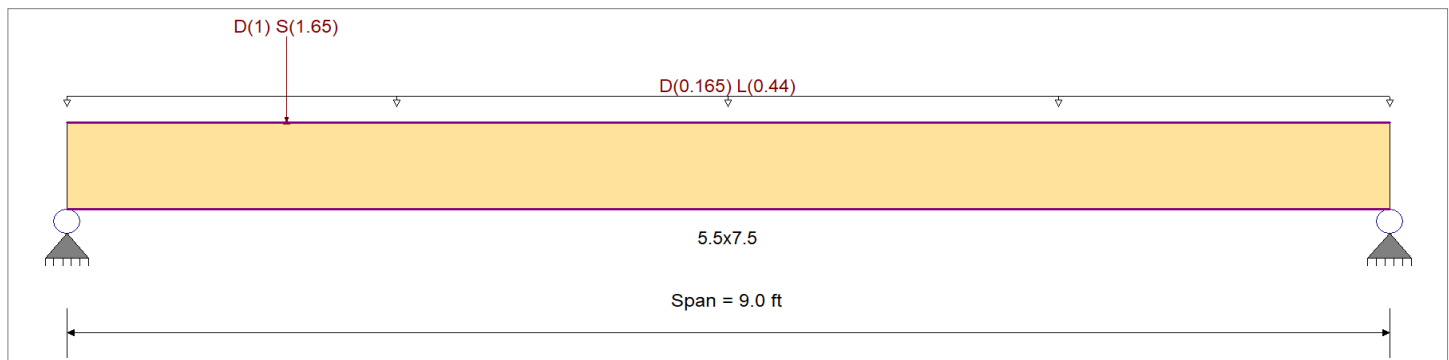 D(1) S(1.65)
D(0.165) L(0.44)
5.5x7.5
Span = 9.0 ft